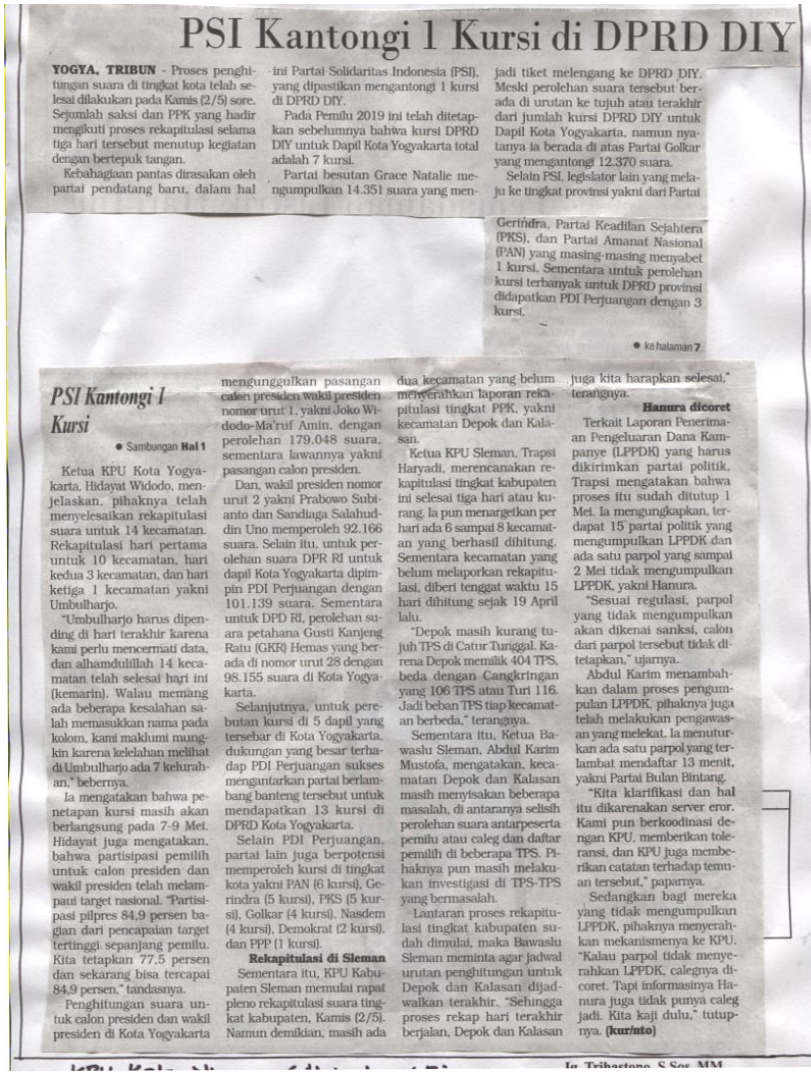 PSI Kantongi 1 Kursi di DPRD DIY
YOGYA, TRIBUN - Proses penghi-
tungan suara di tingkat kota telah se-
lesai dilakukan pada Kamis (2/5) sore.
Sejumlah saksi dan PPK yang hadir
mengikuti proses rekapitulasi selama
tiga hari tersebut menutup kegiatan
dengan bertepuk tangan.
Kebahagiaan pantas dirasakan oleh
partai pendatang baru, dalam hal
ini Partai Solidaritas Indonesia (PSI),
yang dipastikan mengantongi 1 kursi
di DPRD DIY.
Pada Pemilu 2019 ini telah ditetap-
kan sebelumnya bahwa kursi DPRD
DIY untuk Dapil Kota Yogyakarta total
adalah 7 kursi.
Partai besutan Grace Natalie me-
ngumpulkan 14.351 suara yang men-
jadi tiket melengang ke DPRD DIY.
Meski perolehan suara tersebut ber-
ada di urutan ke tujuh atau terakhir
dari jumlah kursi DPRD DIY untuk
Dapil Kota Yogyakarta, namun nya-
tanya ia berada di atas Partai Golkar
yang mengantongi 12.370 suara.
Selain PSI, legislator lain yang mela-
ju ke tingkat provinsi yakni dari Partai
Gerindra, Partai Keadilan Sejahtera
(PKS), dan Partai Amanat Nasional
(PAN) yang masing-masing menyabet
1 kursi. Sementara untuk perolehan
kursi terbanyak untuk DPRD provinsi
didapatkan PDI Perjuangan dengan 3
kursi.
● ke halaman 7
PSI Kantongi 1
Kursi
● Sambungan Hal 1
Ketua KPU Kota Yogya-
karta, Hidayat Widodo, men-
jelaskan, pihaknya telah
menyelesaikan rekapitulasi
suara untuk 14 kecamatan.
Rekapitulasi hari pertama
untuk 10 kecamatan, hari
kedua 3 kecamatan, dan hari
ketiga 1 kecamatan yakni
Umbulharjo.
"Umbulharjo harus dipen-
ding di hari terakhir karena
kami perlu mencermati data,
dan alhamdulillah 14 keca-
matan telah selesai hari ini
(kemarin). Walau memang
ada beberapa kesalahan sa-
lah memasukkan nama pada
kolom, kami maklumi mung-
kin karena kelelahan melihat
di Umbulharjo ada 7 kelurah-
an," bebernya.
Ia mengatakan bahwa pe-
netapan kursi masih akan
berlangsung pada 7-9 Mei.
Hidayat juga mengatakan,
bahwa partisipasi pemilih
untuk calon presiden dan
wakil presiden telah melam-
paui target nasional. "Partisi-
pasi pilpres 84,9 persen ba-
gian dari pencapaian target
tertinggi sepanjang pemilu.
Kita tetapkan 77,5 persen
dan sekarang bisa tercapai
84,9 persen," tandasnya.
Penghitungan suara un-
tuk calon presiden dan wakil
presiden di Kota Yogyakarta
mengunggulkan pasangan
calon presiden wakil presiden
nomor urut 1, yakni Joko Wi-
dodo-Ma'ruf Amin, dengan
perolehan 179.048 suara,
sementara lawannya yakni
pasangan calon presiden.
Dan, wakil presiden nomor
urut 2 yakni Prabowo Subi-
anto dan Sandiaga Salahud-
din Uno memperoleh 92.166
suara. Selain itu, untuk per-
olehan suara DPR RI untuk
dapil Kota Yogyakarta dipim-
pin PDI Perjuangan dengan
101.139 suara. Sementara
untuk DPD RI, perolehan su-
ara petahana Gusti Kanjeng
Ratu (GKR) Hemas yang ber-
ada di nomor urut 28 dengan
98.155 suara di Kota Yogya-
karta.
Selanjutnya, untuk pere-
butan kursi di 5 dapil yang
tersebar di Kota Yogyakarta,
dukungan yang besar terha-
dap PDI Perjuangan sukses
mengantarkan partai berlam-
bang banteng tersebut untuk
mendapatkan 13 kursi di
DPRD Kota Yogyakarta.
Selain PDI Perjuangan,
partai lain juga berpotensi
memperoleh kursi di tingkat
kota yakni PAN (6 kursi), Ge-
rindra (5 kursi), PKS (5 kur-
si), Golkar (4 kursi), Nasdem
(4 kursi), Demokrat (2 kursi),
dan PPP (1 kursi).
Rekapitulasi di Sleman
Sementara itu, KPU Kabu-
paten Sleman memulai rapat
pleno rekapitulasi suara ting-
kat kabupaten, Kamis (2/5).
Namun demikian, masih ada
dua kecamatan yang belum
menyerahkan laporan reka-
pitulasi tingkat PPK, yakni
kecamatan Depok dan Kala-
san.
Ketua KPU Sleman, Trapsi
Haryadi, merencanakan re-
kapitulasi tingkat kabupaten
ini selesai tiga hari atau ku-
rang. Ia pun menargetkan per
hari ada 6 sampai 8 kecamat-
an yang berhasil dihitung.
Sementara kecamatan yang
belum melaporkan rekapitu-
lasi, diberi tenggat waktu 15
hari dihitung sejak 19 April
lalu.
"Depok masih kurang tu-
juh TPS di Catur Tunggal. Ka-
rena Depok memilik 404 TPS,
beda dengan Cangkringan
yang 106 TPS atau Turi 116.
Jadi beban TPS tiap kecamat-
an berbeda," terangnya.
Sementara itu, Ketua Ba-
waslu Sleman, Abdul Karim
Mustofa, mengatakan, keca-
matan Depok dan Kalasan
masih menyisakan beberapa
masalah, di antaranya selisih
perolehan suara antarpeserta
pemilu atau caleg dan daftar
pemilih di beberapa TPS. Pi-
haknya pun masih melaku-
kan investigasi di TPS-TPS
yang bermasalah.
Lantaran proses rekapitu-
lasi tingkat kabupaten su-
dah dimulai, maka Bawaslu
Sleman meminta agar jadwal
urutan penghitungan untuk
Depok dan Kalasan dijad-
walkan terakhir. "Sehingga
proses rekap hari terakhir
berjalan, Depok dan Kalasan
juga kita harapkan selesai,"
terangnya.
Hanura dicoret
Terkait Laporan Penerima-
an Pengeluaran Dana Kam-
panye (LPPDK) yang harus
dikirimkan partai politik,
Trapsi mengatakan bahwa
proses itu sudah ditutup 1
Mei. Ia mengungkapkan, ter-
dapat 15 partai politik yang
mengumpulkan LPPDK dan
ada satu parpol yang sampai
2 Mei tidak mengumpulkan
LPPDK, yakni Hanura.
"Sesuai regulasi, parpol
yang tidak mengumpulkan
akan dikenai sanksi, calon
dari parpol tersebut tidak di-
tetapkan," ujarnya.
Abdul Karim menambah-
kan dalam proses pengum-
pulan LPPDK, pihaknya juga
telah melakukan pengawas-
an yang melekat. Ia menutur-
kan ada satu parpol yang ter-
lambat mendaftar 13 menit,
yakni Partai Bulan Bintang.
"Kita klarifikasi dan hal
itu dikarenakan server eror.
Kami pun berkoodinasi de-
ngan KPU, memberikan tole-
ransi, dan KPU juga membe-
rikan catatan terhadap temu-
an tersebut," paparnya.
Sedangkan bagi mereka
yang tidak mengumpulkan
LPPDK, pihaknya menyerah-
kan mekanismenya ke KPU.
"Kalau parpol tidak menye-
rahkan LPPDK, calegnya di-
coret. Tapi informasinya Ha-
nura juga tidak punya caleg
jadi. Kita kaji dulu," tutup-
nya. (kur/nto)
Ig. Trihastono, S.Sos, MM